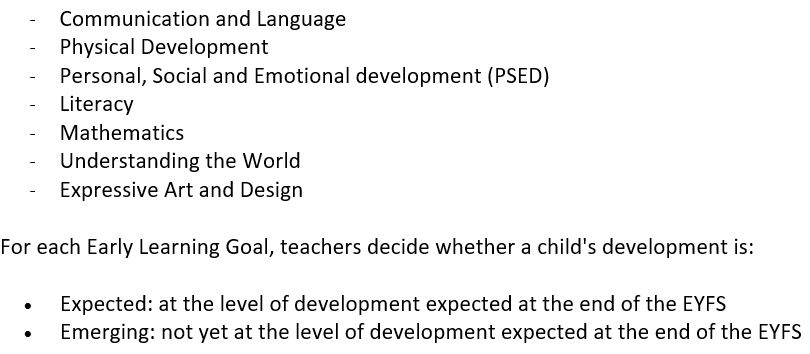 - Communication and Language
- Physical Development
- Personal, Social and Emotional development (PSED)
- Literacy
- Mathematics
- Understanding the World
- Expressive Art and Design
For each Early Learning Goal, teachers decide whether a child's development is:
• Expected: at the level of development expected at the end of the EYFS
• Emerging: not yet at the level of development expected at the end of the EYFS